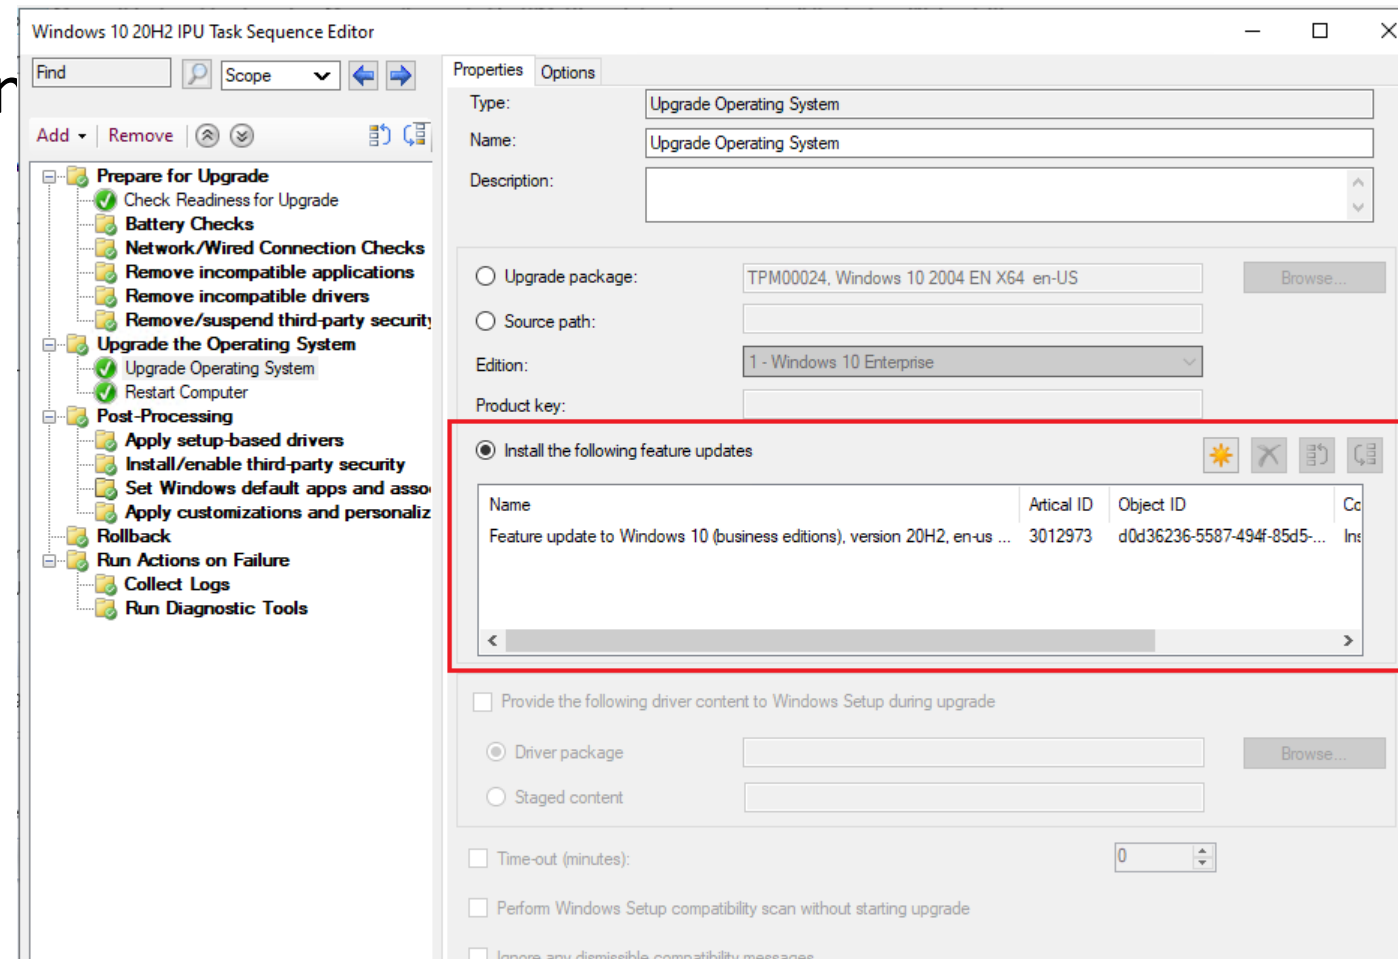 Windows 10 20H2 IPU Task Sequence Editor
Find
Scope
Add
Remove
Prepare for Upgrade
Check Readiness for Upgrade
Battery Checks
Network/Wired Connection Checks
Remove incompatible applications
Remove incompatible drivers
Remove/suspend third-party security
Upgrade the Operating System
Upgrade Operating System
Restart Computer
Post-Processing
Apply setup-based drivers
Install/enable third-party security
Set Windows default apps and asso
Apply customizations and personaliz
Rollback
Run Actions on Failure
Collect Logs
Run Diagnostic Tools
Properties Options
Type: Upgrade Operating System
Name: Upgrade Operating System
Description:
Upgrade package: TPM00024, Windows 10 2004 EN X64 en-US Browse...
Source path:
Edition: 1 - Windows 10 Enterprise
Product key:
Install the following feature updates
Name Artical ID Object ID Co
Feature update to Windows 10 (business editions), version 20H2, en-us ... 3012973 d0d36236-5587-494f-85d5-... Ins
Provide the following driver content to Windows Setup during upgrade
Driver package Browse...
Staged content
Time-out (minutes): 0
Perform Windows Setup compatibility scan without starting upgrade
Ignore any dismissible compatibility messages